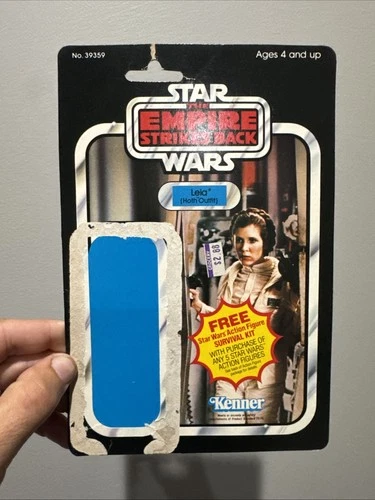 No. 39359
Ages 4 and up
STAR
THE
EMPIRE
STRIKES BACK
WARS
Leia*
(Hoth Outfit)
$2.88
FREE
Star Wars Action Figure
SURVIVAL KIT
WITH PURCHASE OF
ANY 5 STAR WARS*
ACTION FIGURES
Kenner